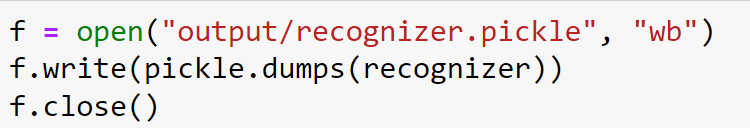 f = open("output/recognizer.pickle", "wb")
f.write(pickle.dumps(recognizer))
f.close()